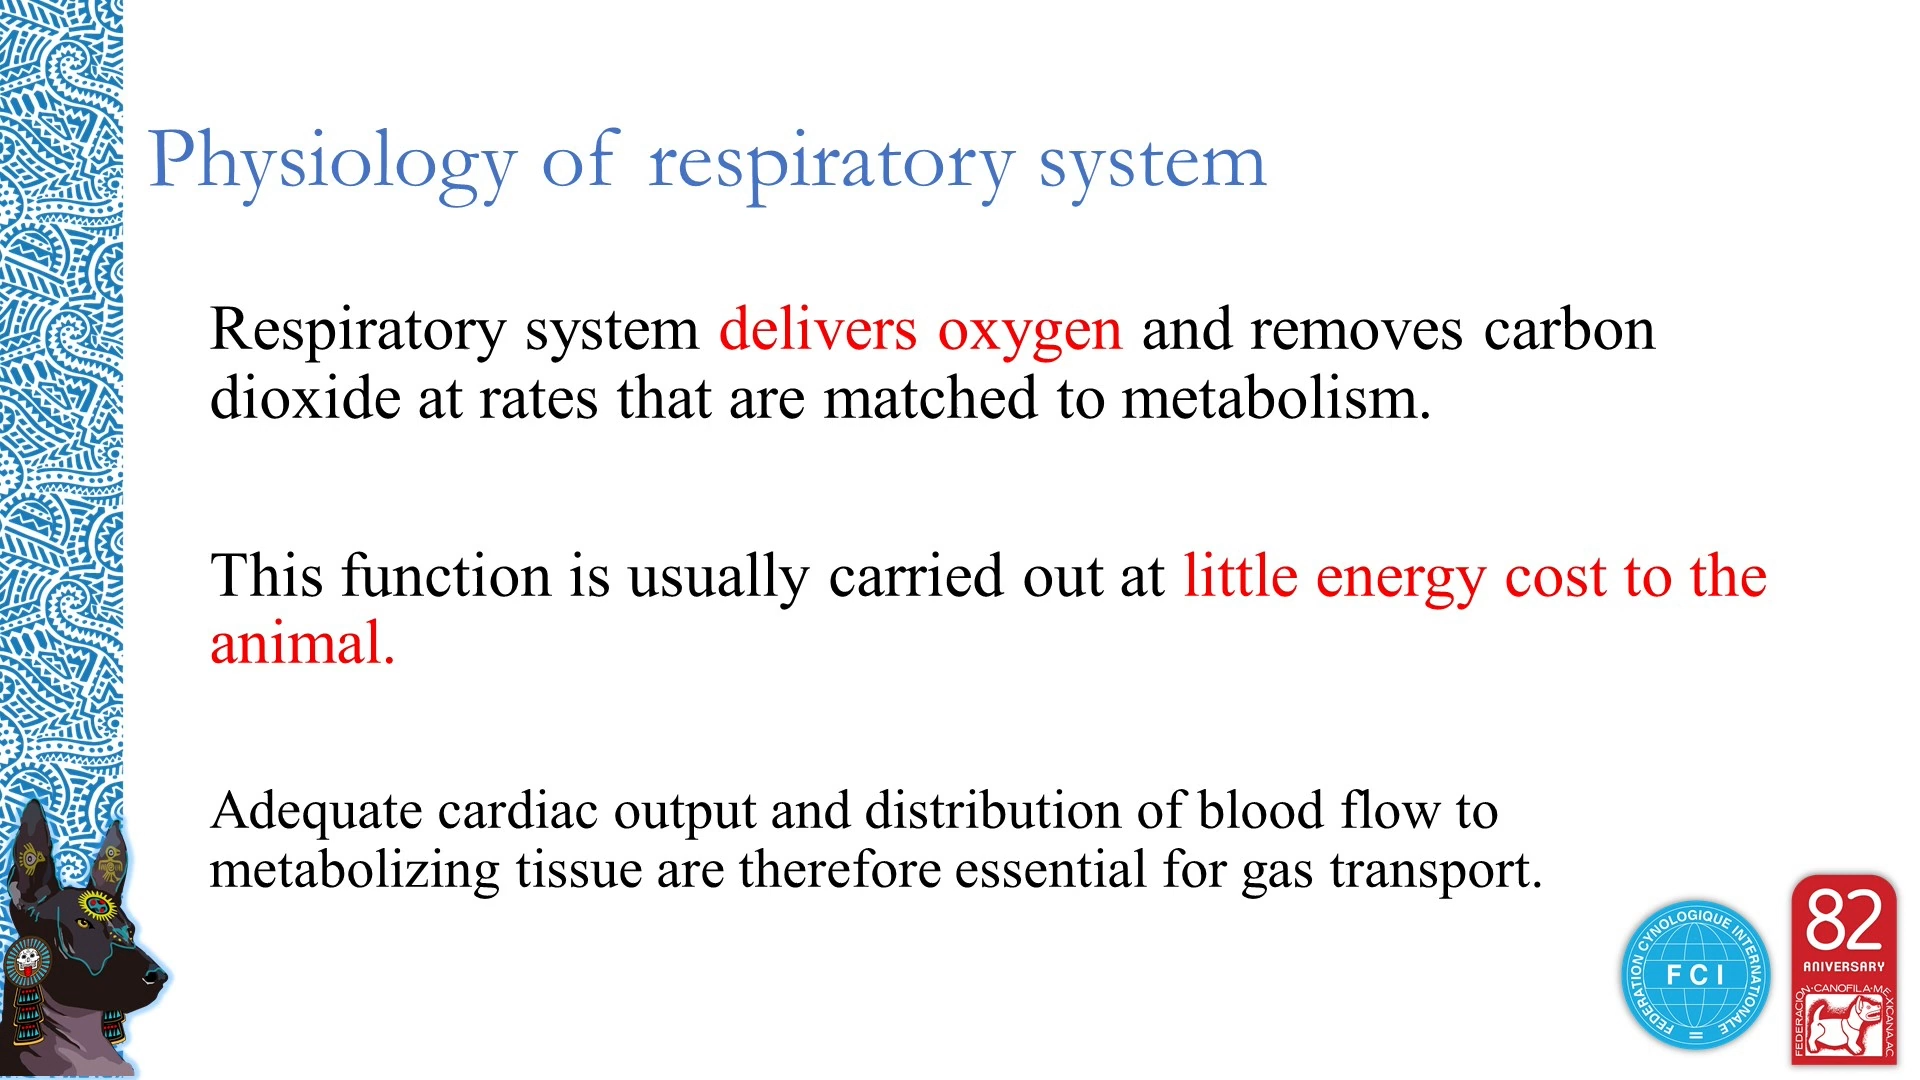 Physiology of respiratory system
Respiratory system delivers oxygen and removes carbon
dioxide at rates that are matched to metabolism.
This function is usually carried out at little energy cost to the
animal.
Adequate cardiac output and distribution of blood flow to
metabolizing tissue are therefore essential for gas transport.
FEDERATION CYNOLOGIQUE INTERNATIONALE
FCI
82
ANIVERSARY
FEDERACION·CANOFILA·MEXICANA,AC